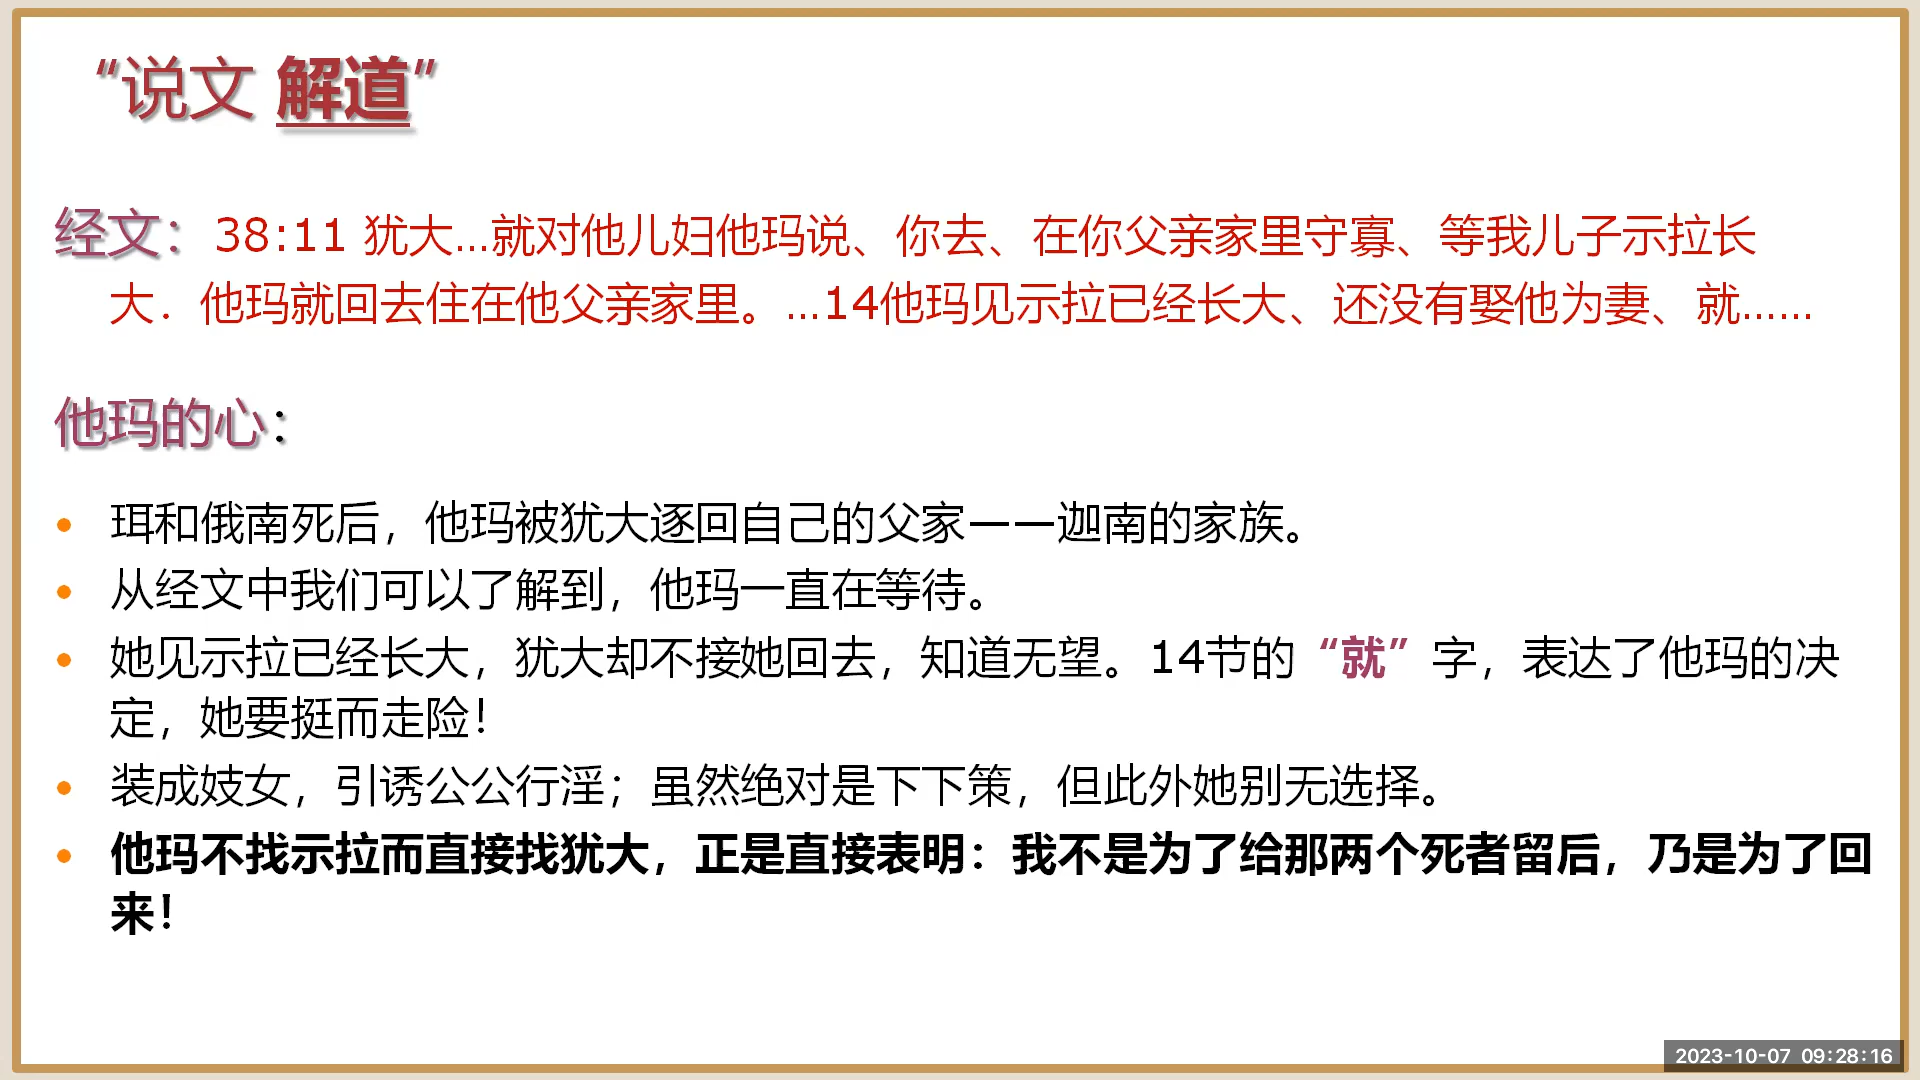 “说文 解道”
经文：38:11 犹大...就对他儿妇他玛说、你去、在你父亲家里守寡、等我儿子示拉长
大．他玛就回去住在他父亲家里。...14他玛见示拉已经长大、还没有娶他为妻、就......
他玛的心：
• 珥和俄南死后，他玛被犹大逐回自己的父家——迦南的家族。
• 从经文中我们可以了解到，他玛一直在等待。
• 她见示拉已经长大，犹大却不接她回去，知道无望。14节的“就”字，表达了他玛的决
定，她要挺而走险！
• 装成妓女，引诱公公行淫；虽然绝对是下下策，但此外她别无选择。
• 他玛不找示拉而直接找犹大，正是直接表明：我不是为了给那两个死者留后，乃是为了回
来！
2023-10-07 09:28:16